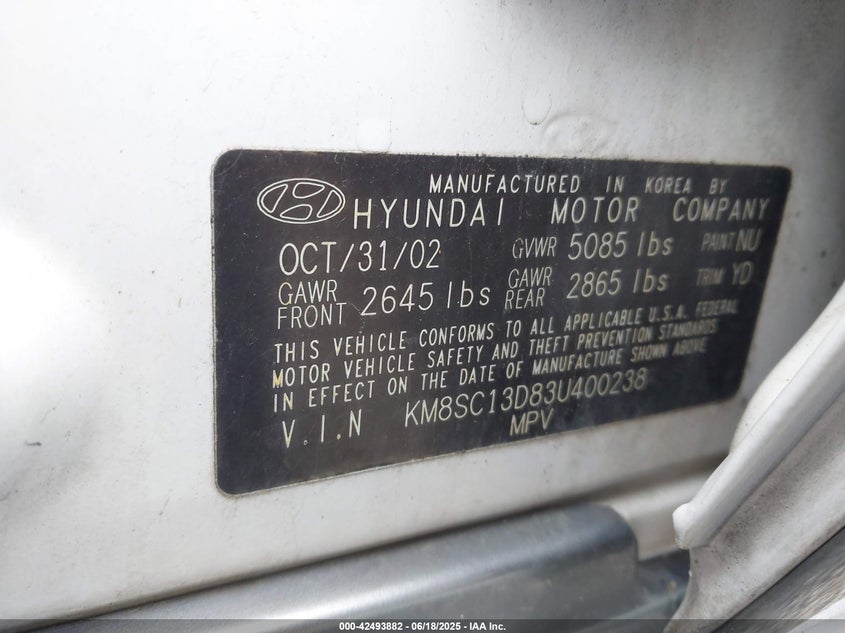 MANUFACTURED IN KOREA BY
HYUNDAI MOTOR COMPANY
OCT/31/02 GVWR 5085 lbs PAINT NU
GAWR FRONT 2645 lbs GAWR REAR 2865 lbs TRIM YD
THIS VEHICLE CONFORMS TO ALL APPLICABLE U.S.A. FEDERAL
MOTOR VEHICLE SAFETY AND THEFT PREVENTION STANDARDS
IN EFFECT ON THE DATE OF MANUFACTURE SHOWN ABOVE
V.I.N KM8SC13D83U400238
MPV
000-42493882 - 06/18/2025 - IAA Inc.